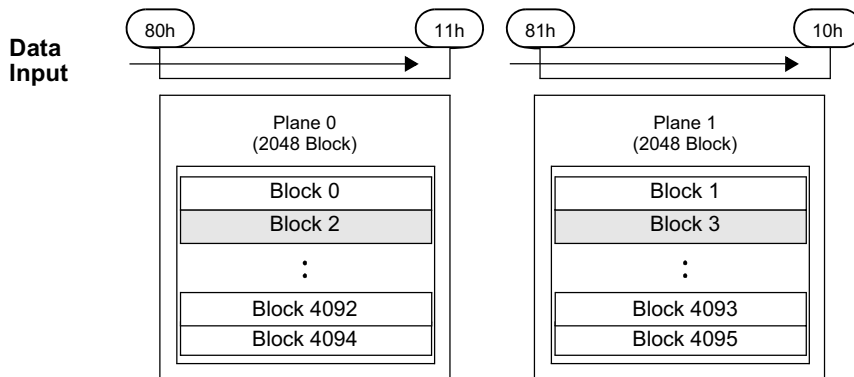 80h
11h
81h
10h
Data
Input
Plane 0
(2048 Block)
Block 0
Block 2
:
Block 4092
Block 4094
Plane 1
(2048 Block)
Block 1
Block 3
:
Block 4093
Block 4095